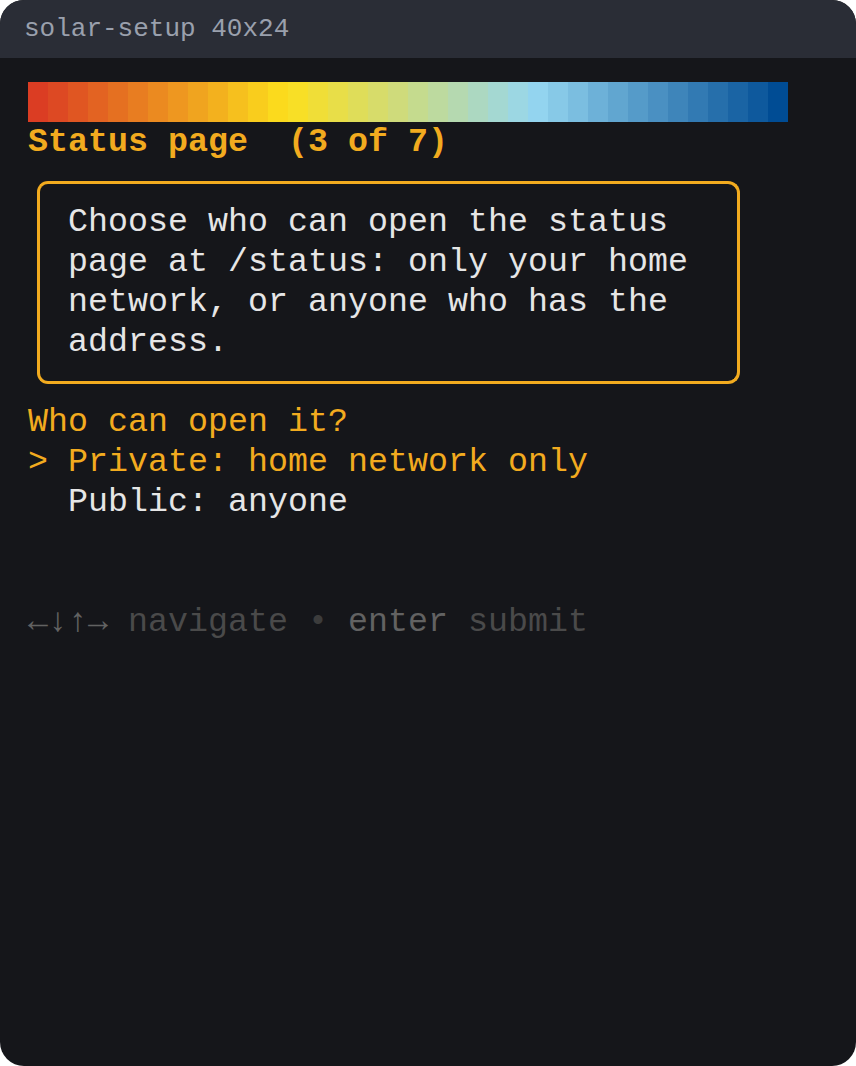 solar-setup 40x24
Status page  (3 of 7)
Choose who can open the status
page at /status: only your home
network, or anyone who has the
address.
Who can open it?
> Private: home network only
  Public: anyone
←↓↑→ navigate • enter submit